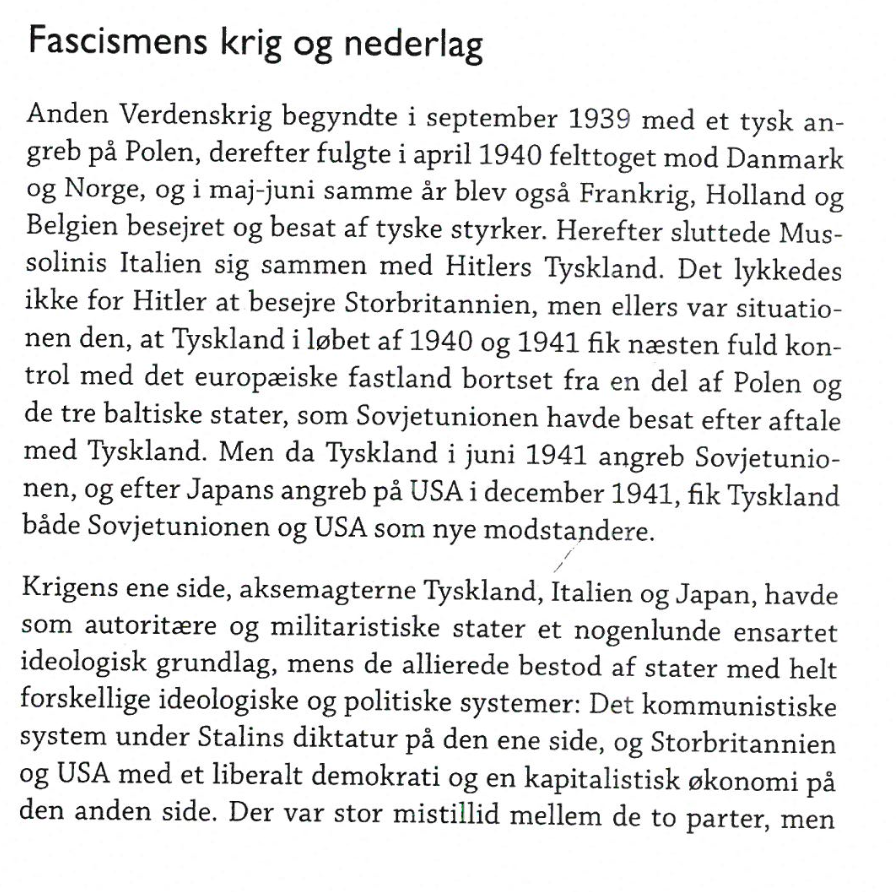 Fascismens krig og nederlag
Anden Verdenskrig begyndte i september 1939 med et tysk an-
greb på Polen, derefter fulgte i april 1940 felttoget mod Danmark
og Norge, og i maj-juni samme år blev også Frankrig, Holland og
Belgien besejret og besat af tyske styrker. Herefter sluttede Mus-
solinis Italien sig sammen med Hitlers Tyskland. Det lykkedes
ikke for Hitler at besejre Storbritannien, men ellers var situatio-
nen den, at Tyskland i løbet af 1940 og 1941 fik næsten fuld kon-
trol med det europæiske fastland bortset fra en del af Polen og
de tre baltiske stater, som Sovjetunionen havde besat efter aftale
med Tyskland. Men da Tyskland i juni 1941 angreb Sovjetunio-
nen, og efter Japans angreb på USA i december 1941, fik Tyskland
både Sovjetunionen og USA som nye modstandere.
Krigens ene side, aksemagterne Tyskland, Italien og Japan, havde
som autoritære og militaristiske stater et nogenlunde ensartet
ideologisk grundlag, mens de allierede bestod af stater med helt
forskellige ideologiske og politiske systemer: Det kommunistiske
system under Stalins diktatur på den ene side, og Storbritannien
og USA med et liberalt demokrati og en kapitalistisk økonomi på
den anden side. Der var stor mistillid mellem de to parter, men